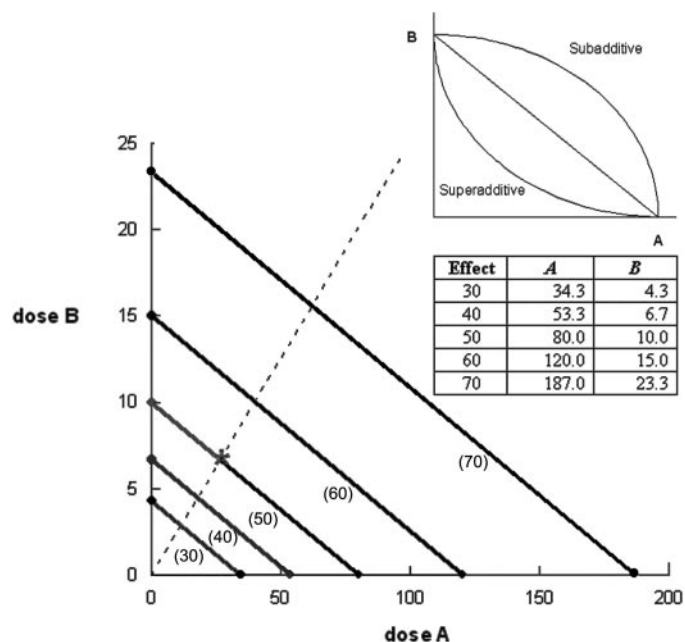 B
Subadditive
Superadditive
A
25
20
15
10
5
0
dose B
Effect A B
30 34.3 4.3
40 53.3 6.7
50 80.0 10.0
60 120.0 15.0
70 187.0 23.3
(70)
(60)
(50)
(40)
(30)
0 50 100 150 200
dose A